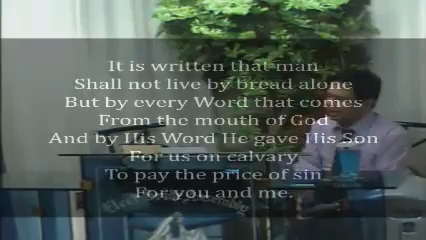 It is written that man
Shall not live by bread alone
But by every Word that comes
From the mouth of God
And by His Word He gave His Son
For us on calvary
To pay the price of sin
For you and me.